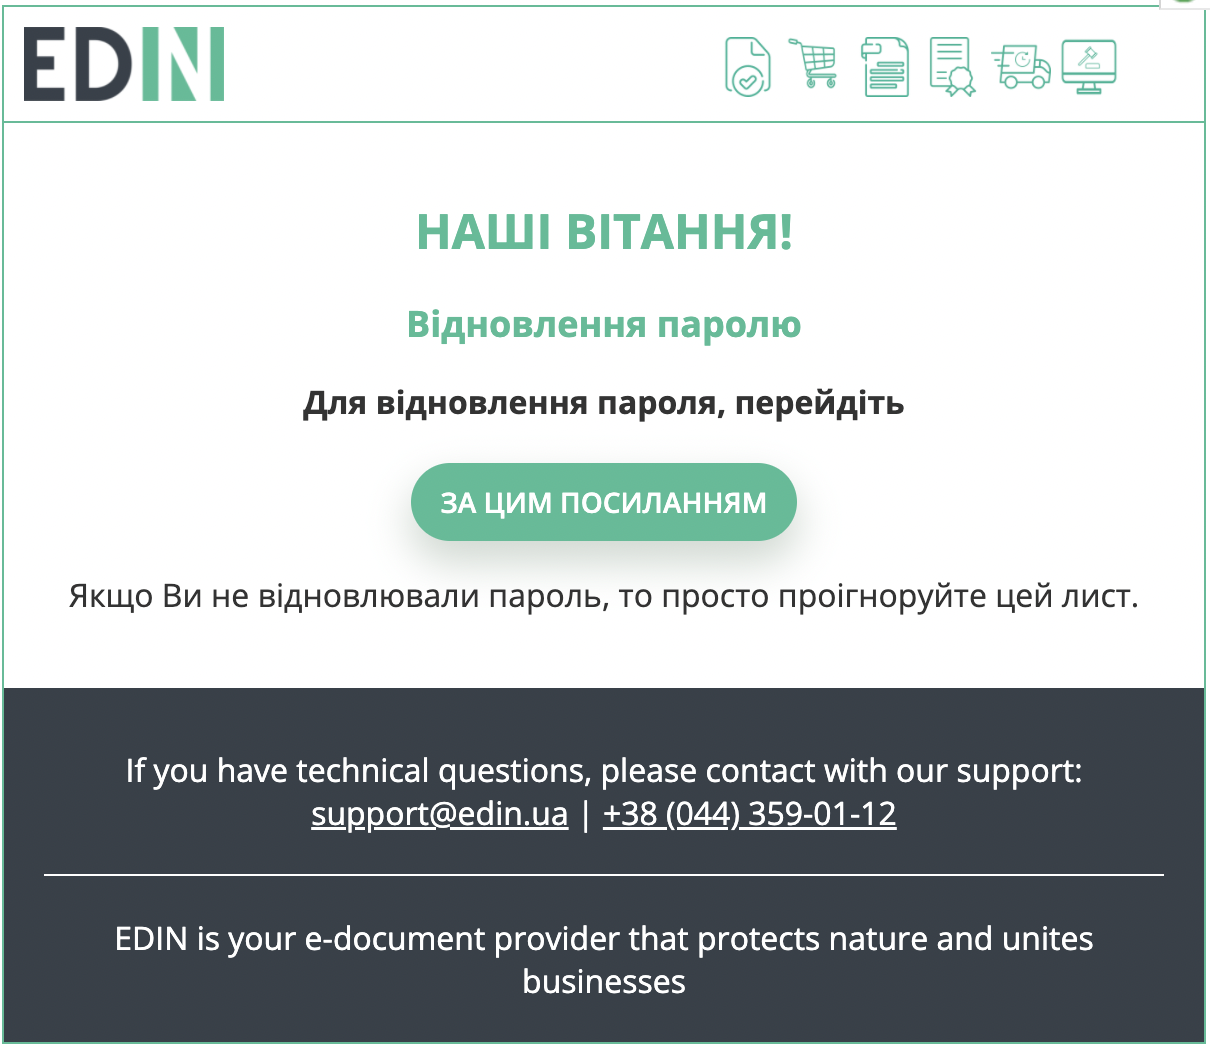 EDIN
НАШІ ВІТАННЯ!
Відновлення паролю
Для відновлення пароля, перейдіть
ЗА ЦИМ ПОСИЛАННЯМ
Якщо Ви не відновлювали пароль, то просто проігноруйте цей лист.
If you have technical questions, please contact with our support:
support@edin.ua | +38 (044) 359-01-12
EDIN is your e-document provider that protects nature and unites
businesses